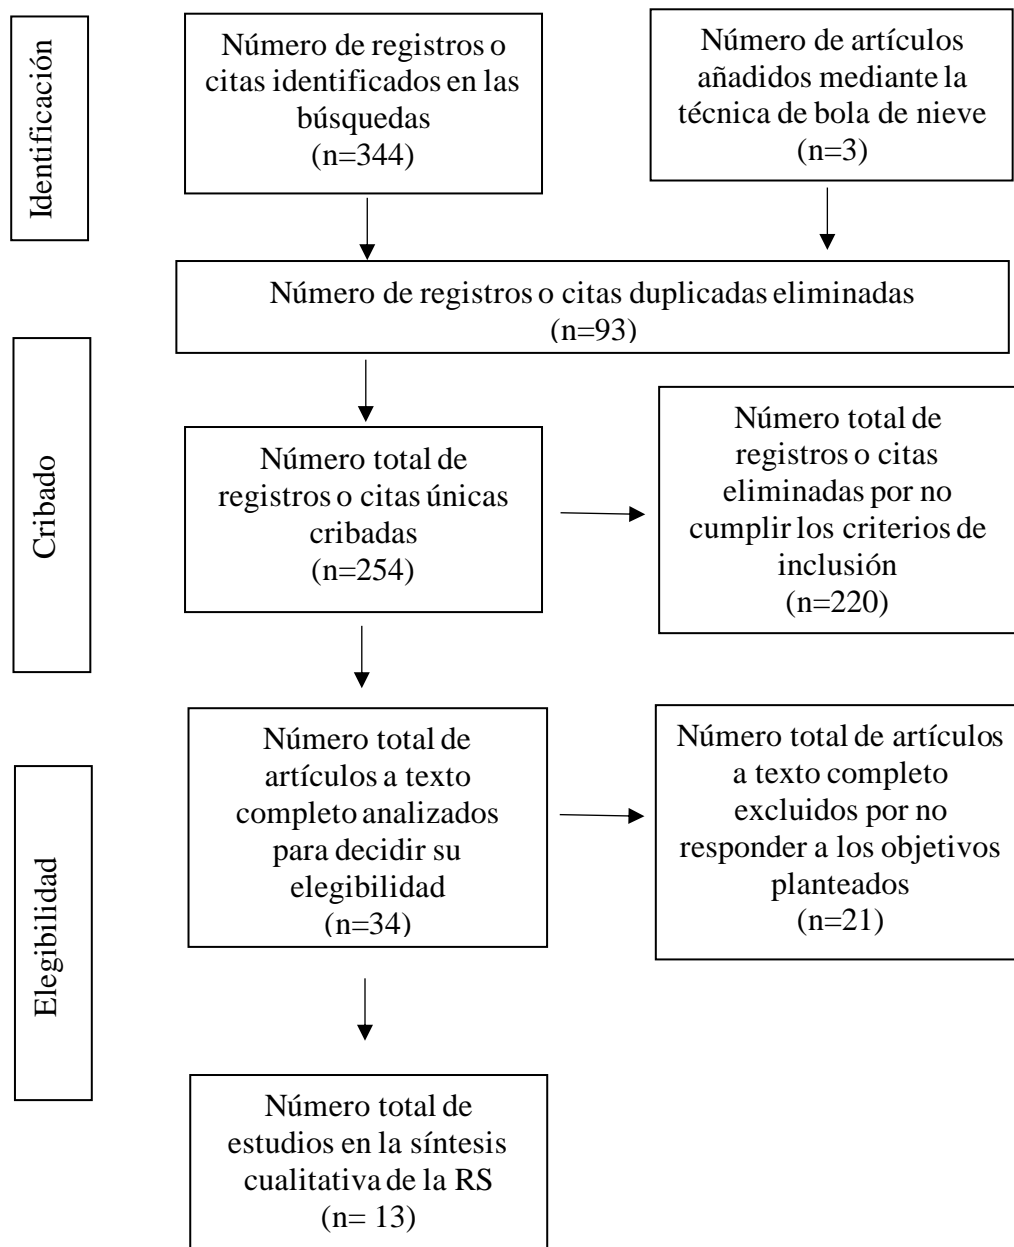 Identificación
Número de registros o
citas identificados en las
búsquedas
(n=344)
Número de artículos
añadidos mediante la
técnica de bola de nieve
(n=3)
Número de registros o citas duplicadas eliminadas
(n=93)
Cribado
Número total de
registros o citas únicas
cribadas
(n=254)
Número total de
registros o citas
eliminadas por no
cumplir los criterios de
inclusión
(n=220)
Elegibilidad
Número total de
artículos a texto
completo analizados
para decidir su
elegibilidad
(n=34)
Número total de artículos
a texto completo
excluidos por no
responder a los objetivos
planteados
(n=21)
Número total de
estudios en la síntesis
cualitativa de la RS
(n= 13)